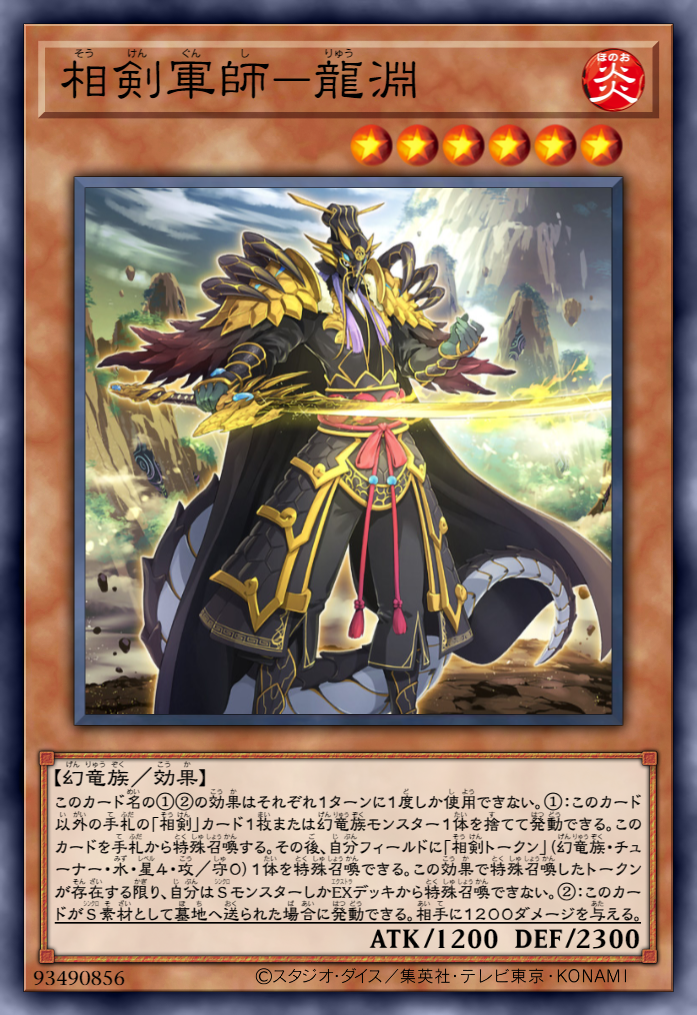 相剣軍師－龍淵
炎
【幻竜族／効果】
このカード名の①②の効果はそれぞれ1ターンに1度しか使用できない。①：このカード
以外の手札の「相剣」カード1枚または幻竜族モンスター1体を捨てて発動できる。この
カードを手札から特殊召喚する。その後、自分フィールドに「相剣トークン」（幻竜族・チュ
ーナー・水・星4・攻／守0）1体を特殊召喚できる。この効果で特殊召喚したトークン
が存在する限り、自分はSモンスターしかEXデッキから特殊召喚できない。②：このカー
ドがS素材として墓地へ送られた場合に発動できる。相手に1200ダメージを与える。
ATK/1200 DEF/2300
93490856 ©スタジオ・ダイス／集英社・テレビ東京・KONAMI